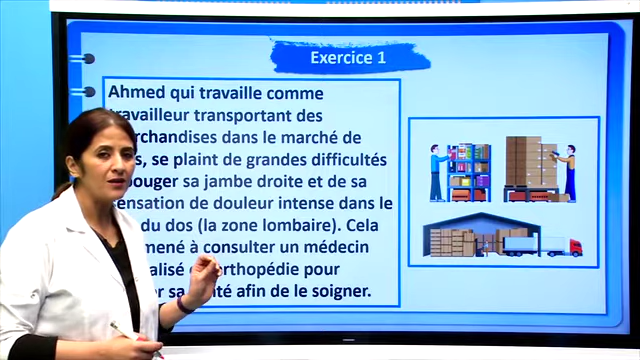 Exercice 1
Ahmed qui travaille comme
travailleur transportant des
marchandises dans le marché de
se plaint de grandes difficultés
bouger sa jambe droite et de sa
sensation de douleur intense dans le
du dos (la zone lombaire). Cela
mené à consulter un médecin
orthopédie pour
sa santé afin de le soigner.